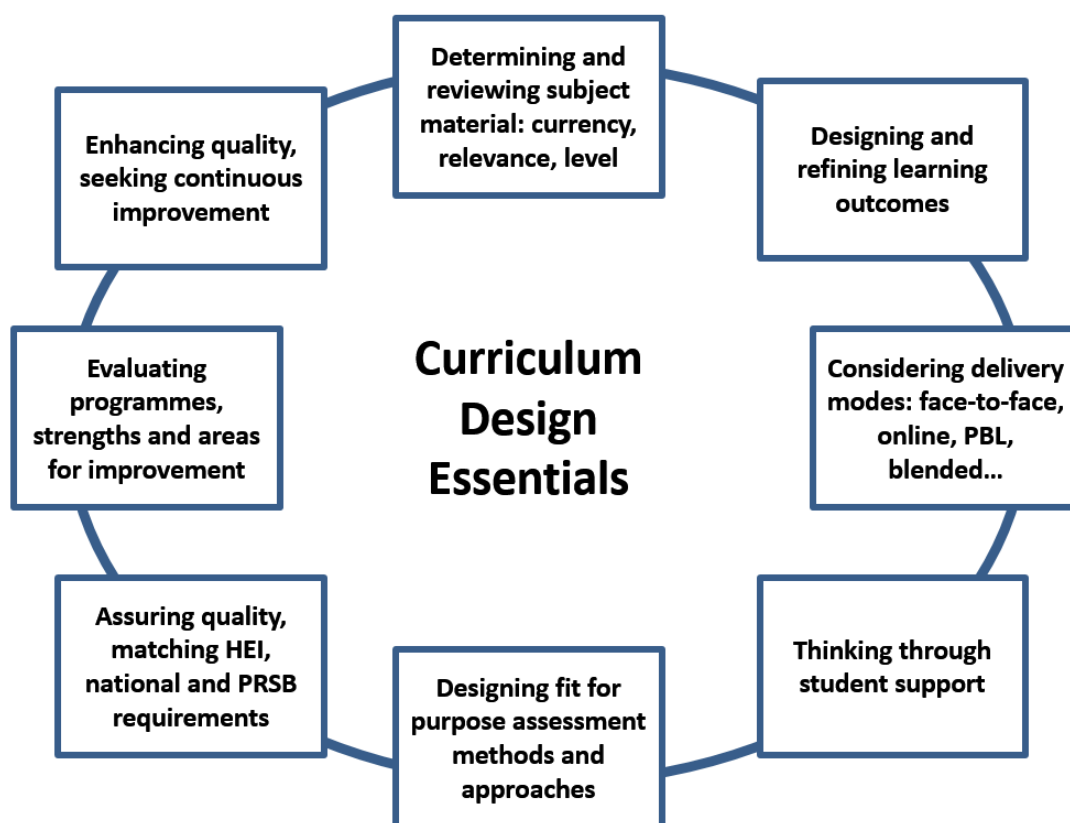 Determining and
reviewing subject
material: currency,
relevance, level
Designing and
refining learning
outcomes
Considering delivery
modes: face-to-face,
online, PBL,
blended...
Thinking through
student support
Designing fit for
purpose assessment
methods and
approaches
Assuring quality,
matching HEI,
national and PRSB
requirements
Evaluating
programmes,
strengths and areas
for improvement
Enhancing quality,
seeking continuous
improvement
Curriculum
Design
Essentials